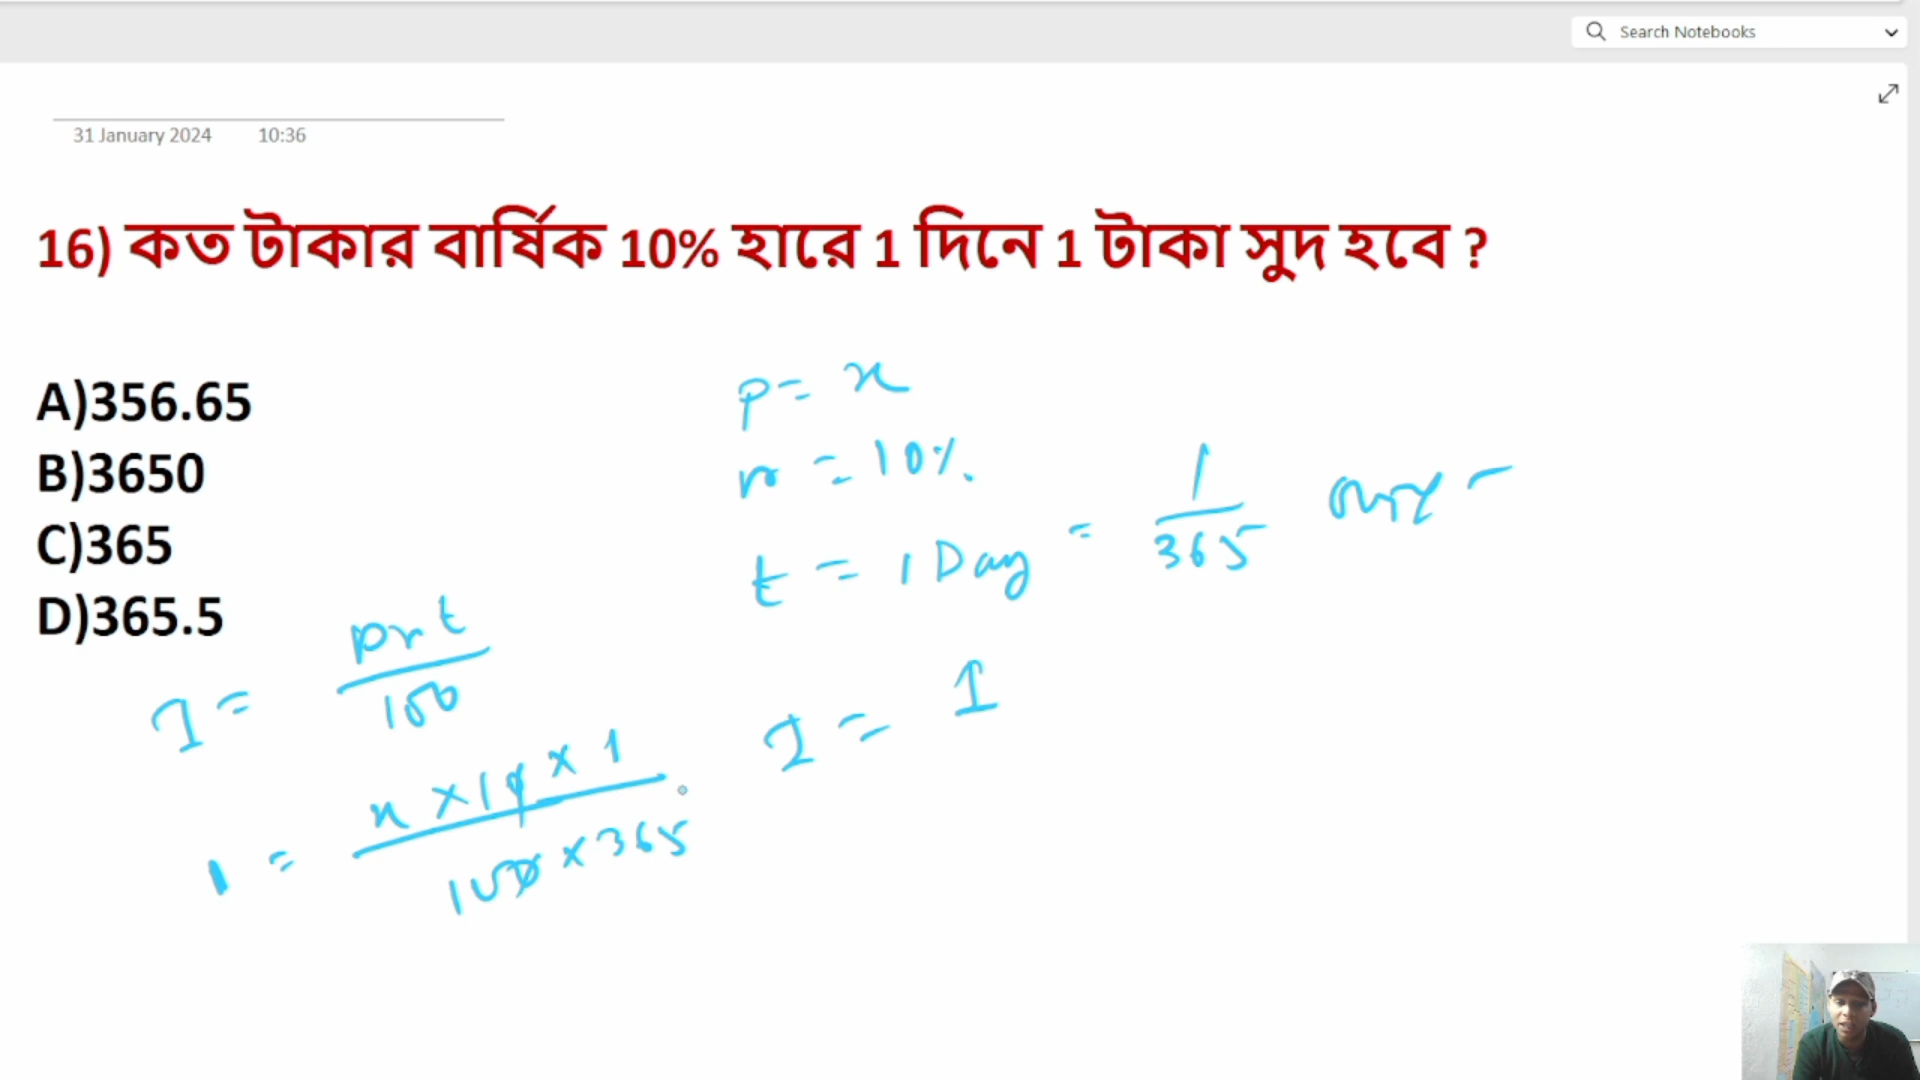 Search Notebooks
31 January 2024 10:36
16) কত টাকার বার্ষিক 10% হারে 1 দিনে 1 টাকা সুদ হবে ?
A)356.65
B)3650
C)365
D)365.5
p = x
r = 10%.
t = 1 Day = 1/365
I = prt/100
I = 1
1 = x × 10 × 1 / 100 × 365